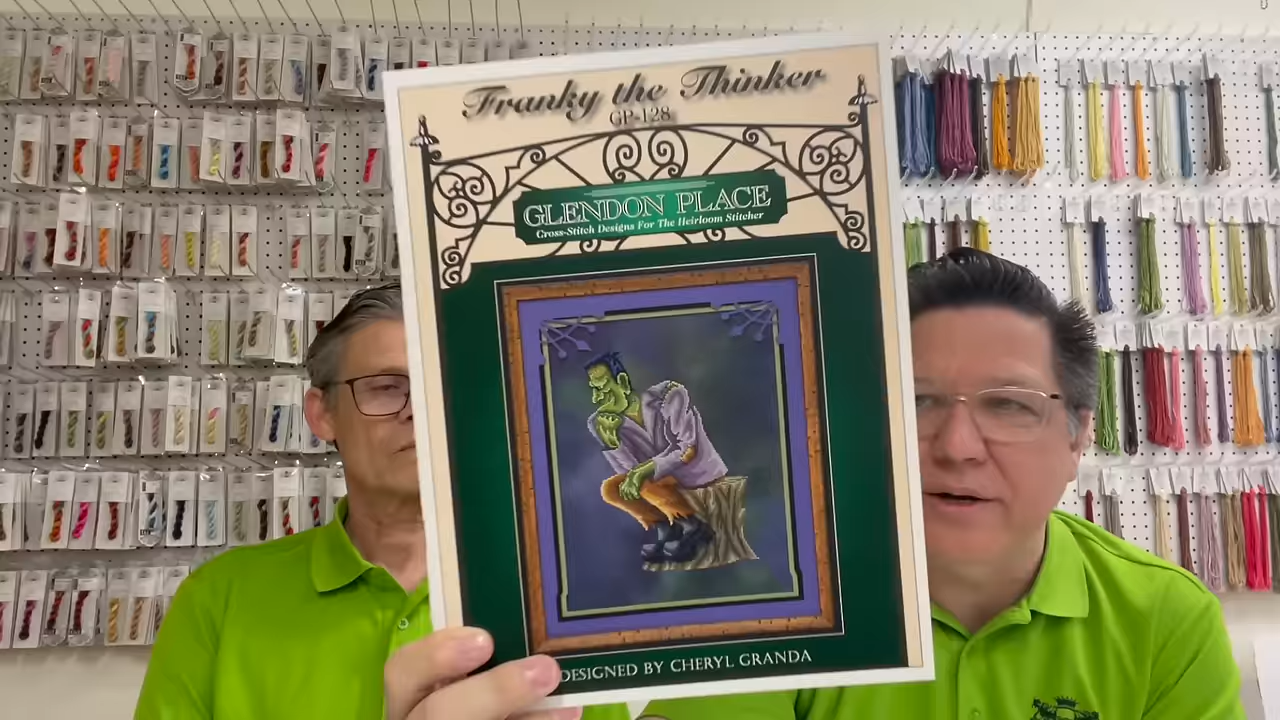 Franky the Thinker
GP-128
GLENDON PLACE
Cross-Stitch Designs For The Heirloom Stitcher
DESIGNED BY CHERYL GRANDA